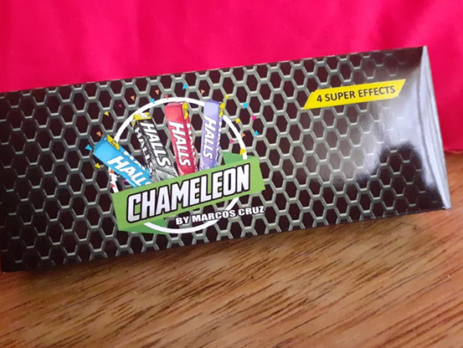 4 SUPER EFFECTS
HALLS
HALLS
HALLS
HALLS
CHAMELEON
BY MARCOS CRUZ